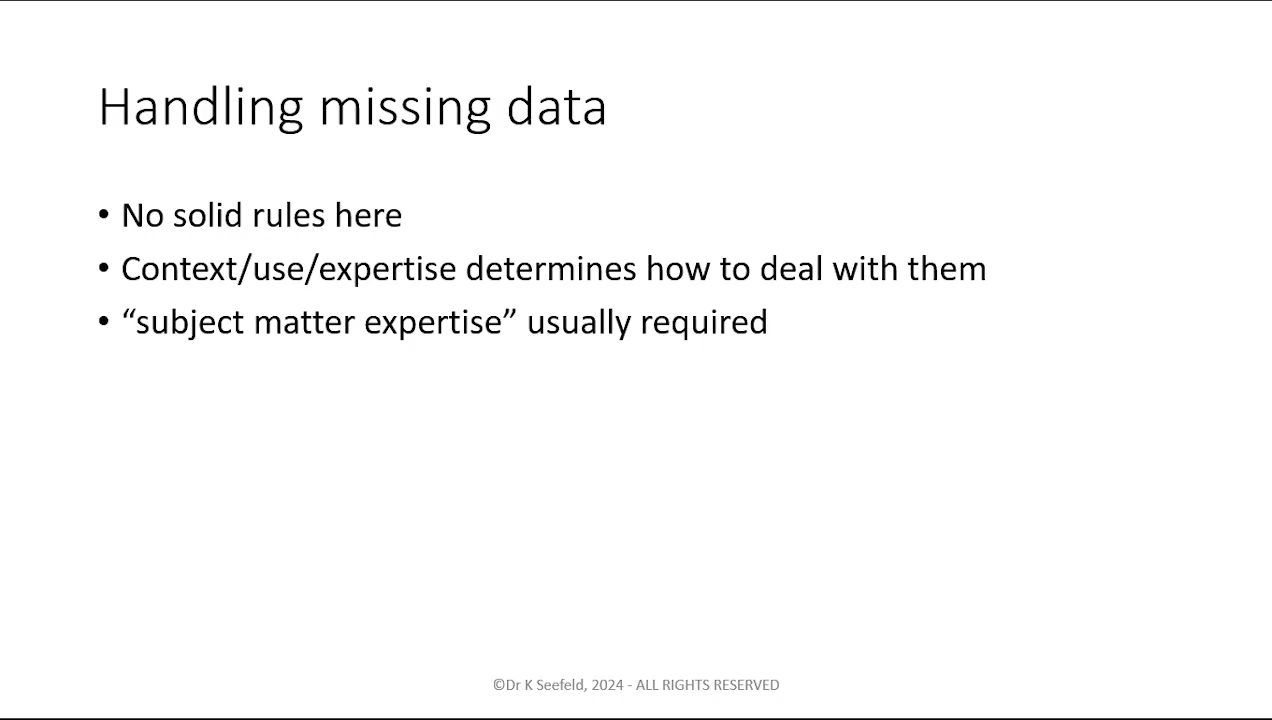 Handling missing data
• No solid rules here
• Context/use/expertise determines how to deal with them
• “subject matter expertise” usually required
©Dr K Seefeld, 2024 - ALL RIGHTS RESERVED